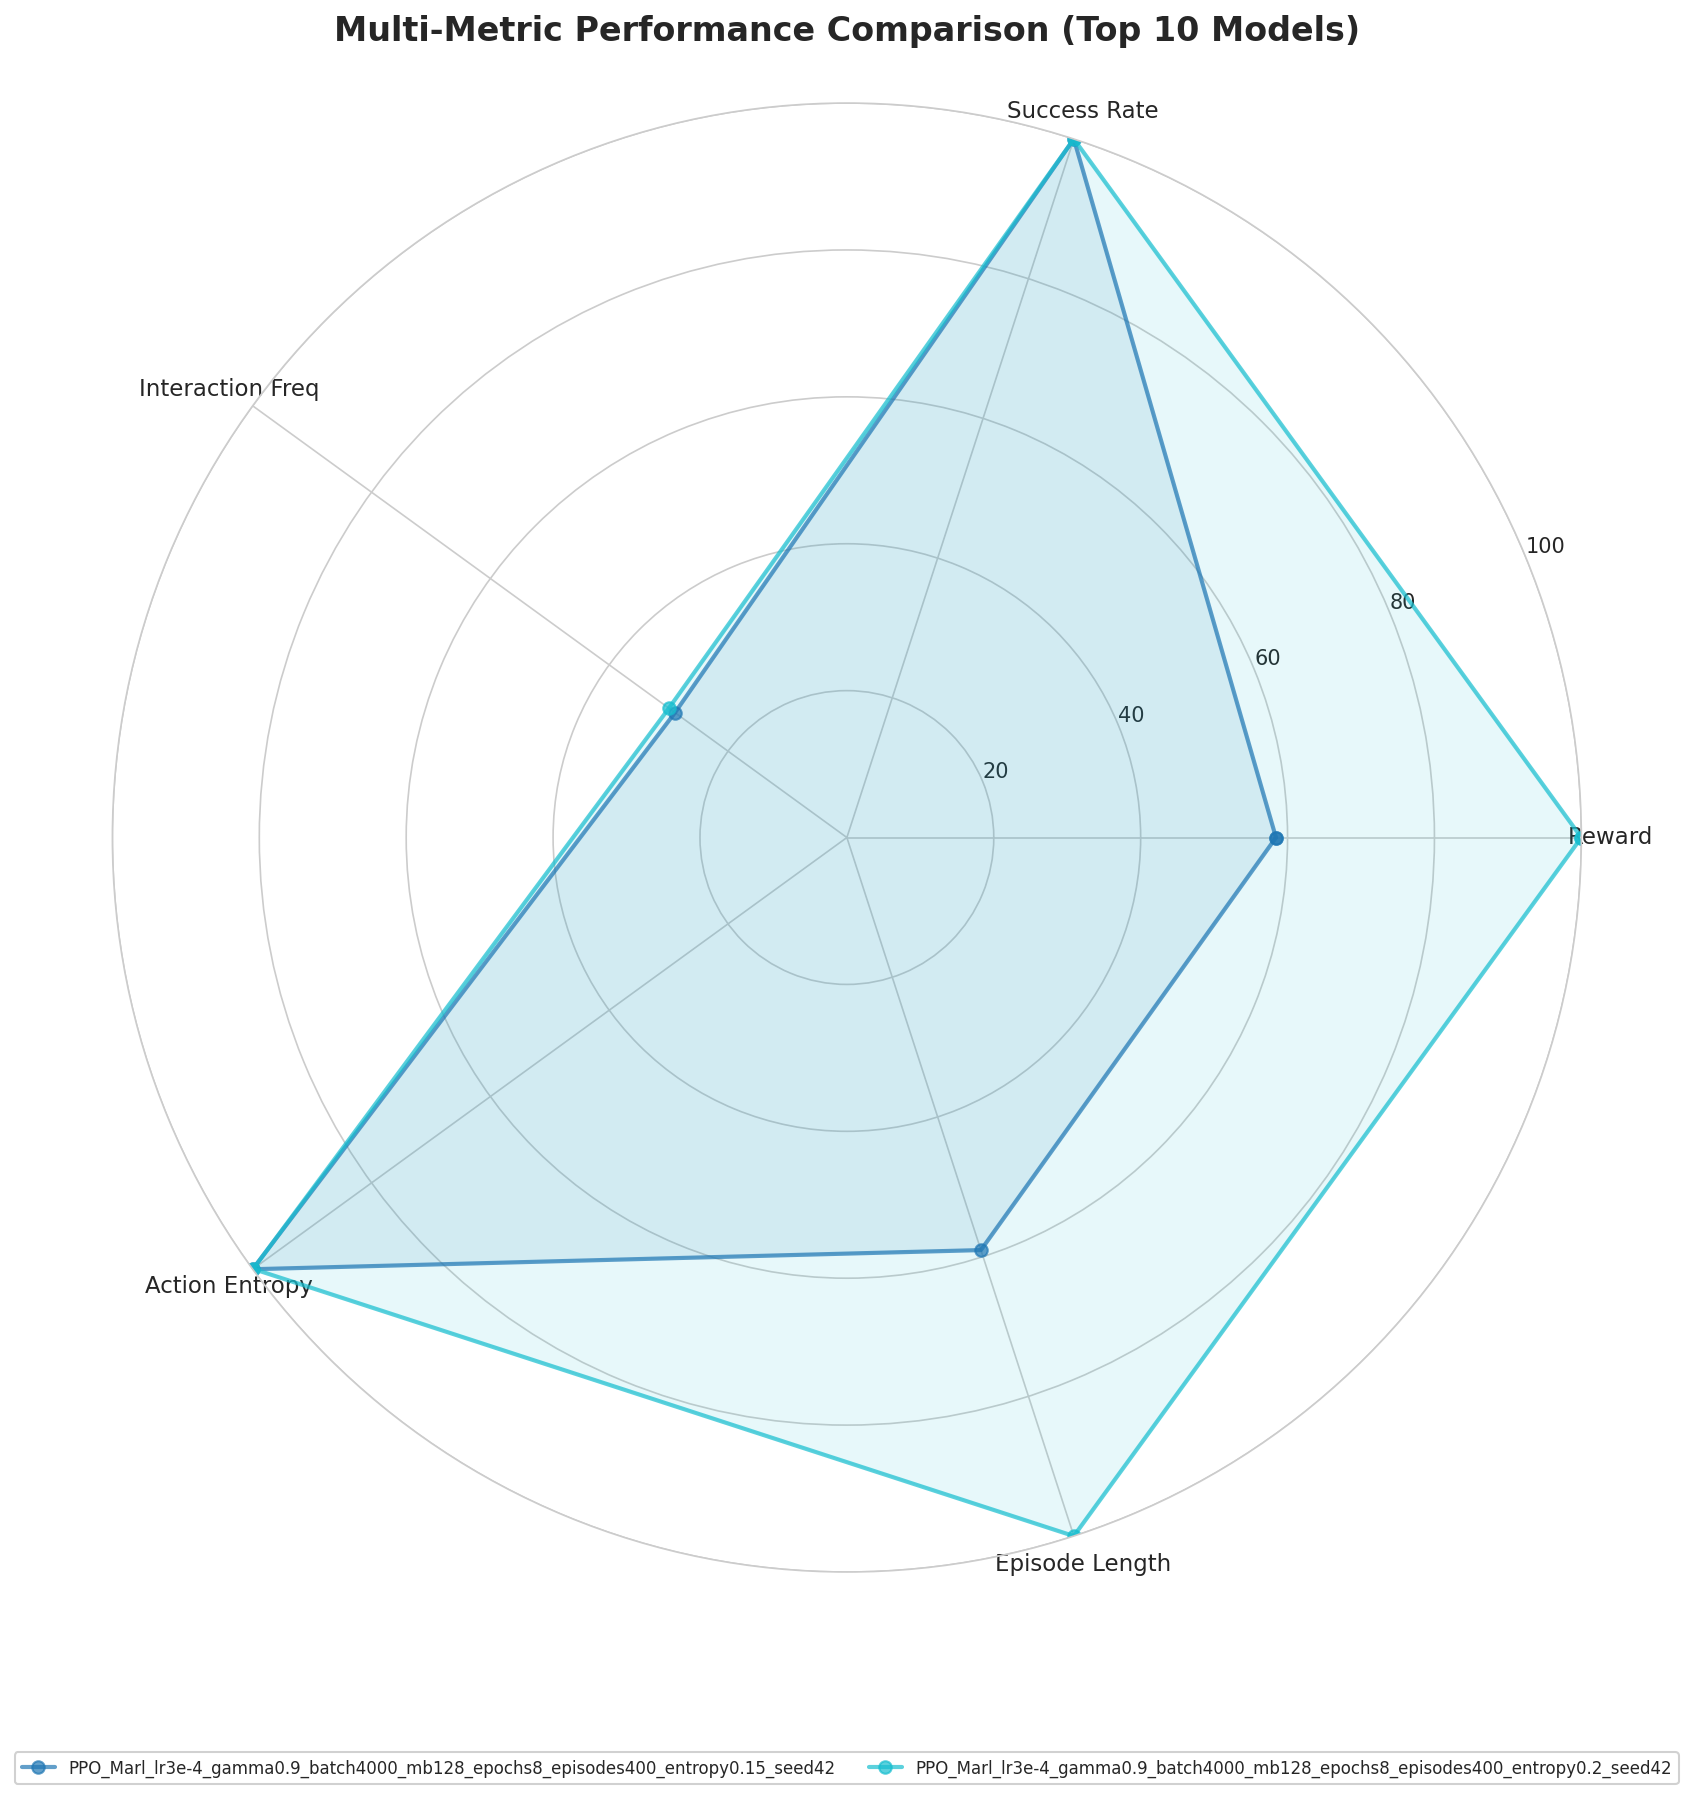 Multi-Metric Performance Comparison (Top 10 Models)
Success Rate
Interaction Freq
100
80
60
40
20
Reward
Action Entropy
Episode Length
PPO_Marl_lr3e-4_gamma0.9_batch4000_mb128_epochs8_episodes400_entropy0.15_seed42
PPO_Marl_lr3e-4_gamma0.9_batch4000_mb128_epochs8_episodes400_entropy0.2_seed42